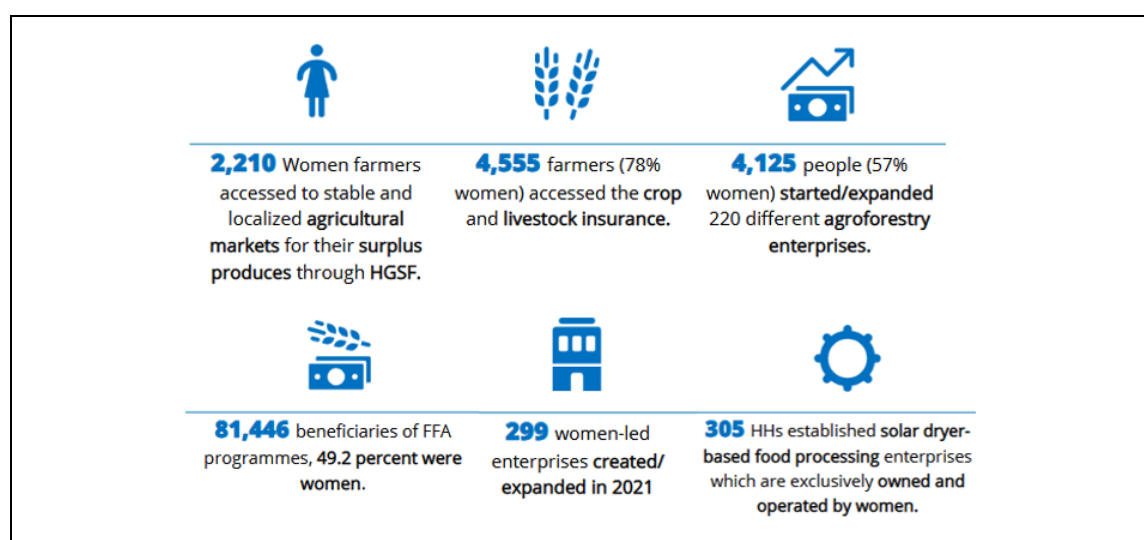 2,210 Women farmers
accessed to stable and
localized agricultural
markets for their surplus
produces through HGSF.
4,555 farmers (78%
women) accessed the crop
and livestock insurance.
4,125 people (57%
women) started/expanded
220 different agroforestry
enterprises.
81,446 beneficiaries of FFA
programmes, 49.2 percent were
women.
299 women-led
enterprises created/
expanded in 2021
305 HHs established solar dryer-
based food processing enterprises
which are exclusively owned and
operated by women.